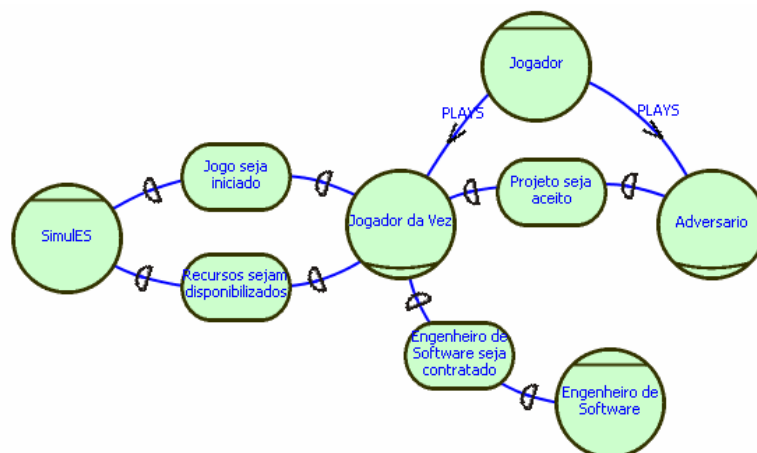 Jogador
PLAYS
PLAYS
Jogo seja
iniciado
Projeto seja
aceito
SimulES
Jogador da Vez
Adversario
Recursos sejam
disponibilizados
Engenheiro de
Software seja
contratado
Engenheiro de
Software